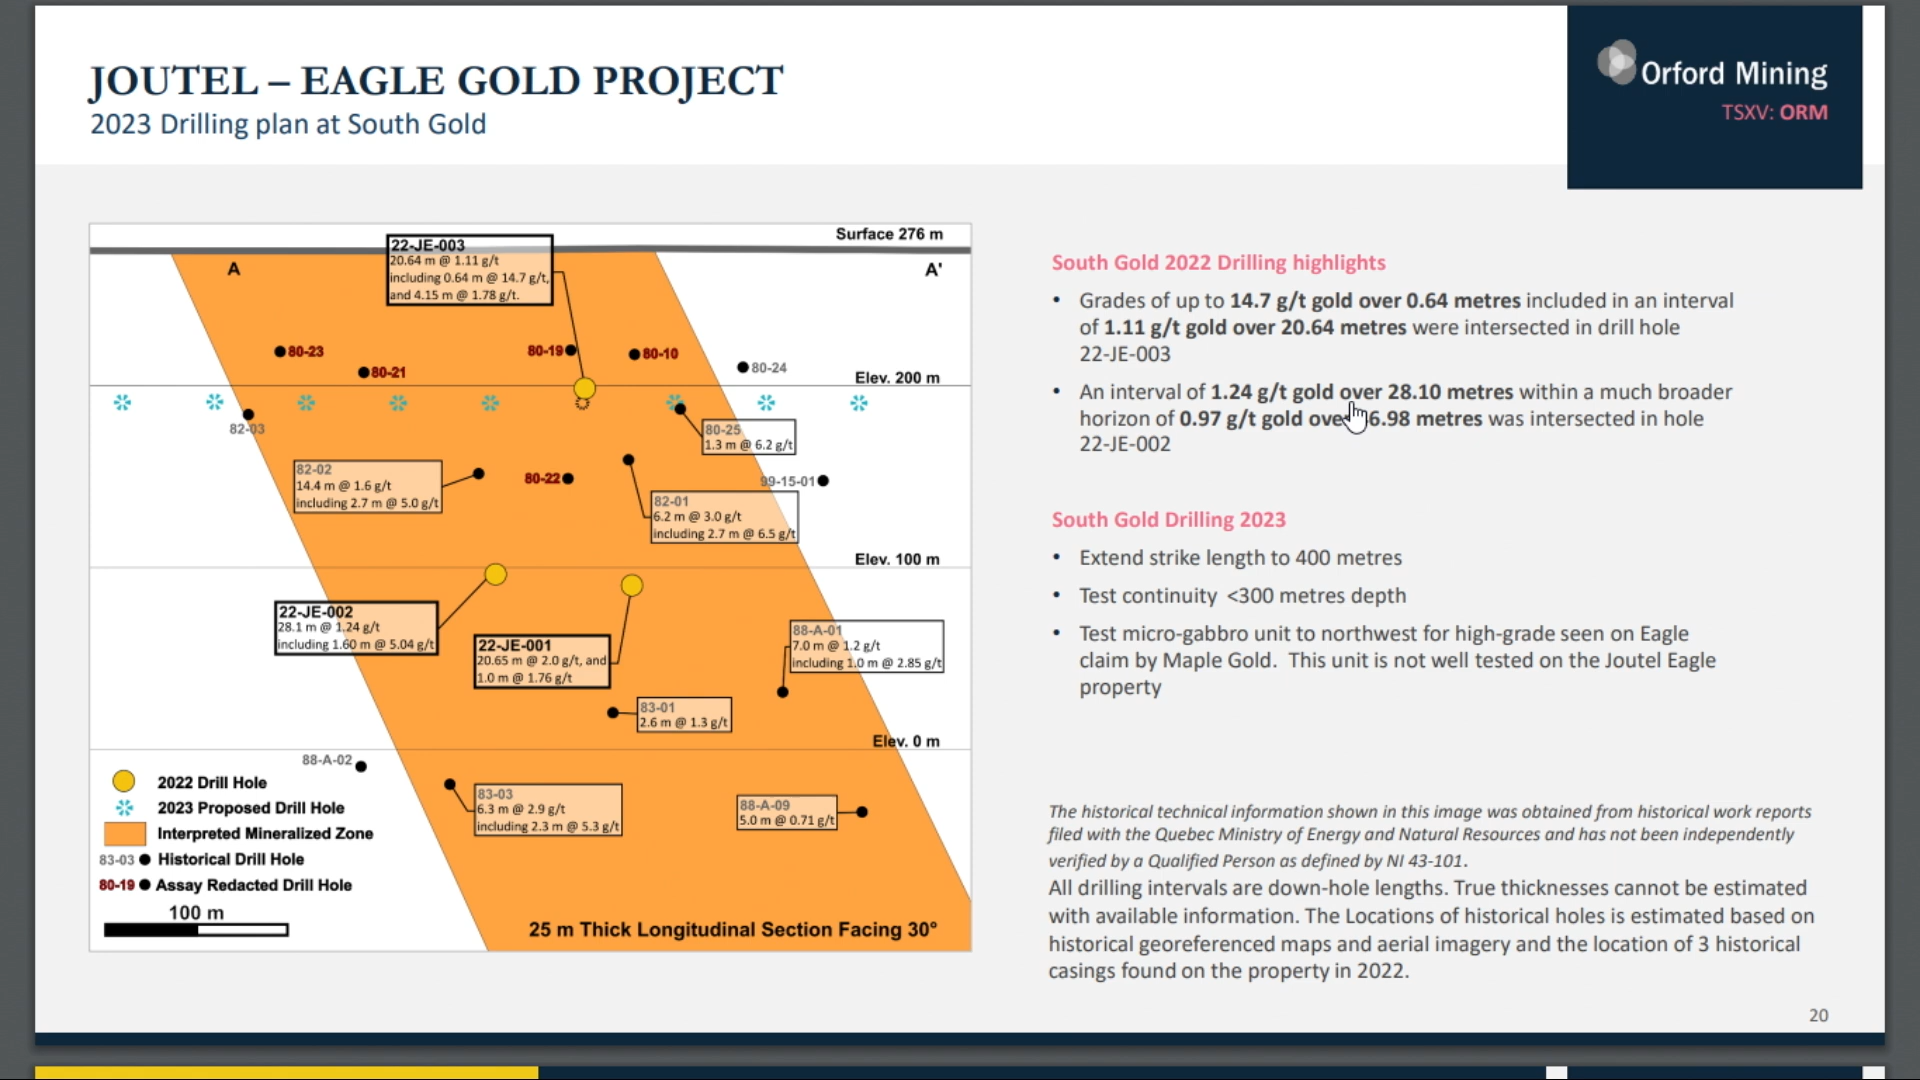 JOUTEL – EAGLE GOLD PROJECT
2023 Drilling plan at South Gold
Orford Mining
TSXV: ORM
Surface 276 m
A
A'
22-JE-003
20.64 m @ 1.11 g/t
including 0.64 m @ 14.7 g/t,
and 4.15 m @ 1.78 g/t.
80-23
80-21
80-19
80-10
80-24
Elev. 200 m
82-03
80-25
1.3 m @ 6.2 g/t
82-02
14.4 m @ 1.6 g/t
including 2.7 m @ 5.0 g/t
80-22
99-15-01
82-01
6.2 m @ 3.0 g/t
including 2.7 m @ 6.5 g/t
Elev. 100 m
22-JE-002
28.1 m @ 1.24 g/t
including 1.60 m @ 5.04 g/t
22-JE-001
20.65 m @ 2.0 g/t, and
1.0 m @ 1.76 g/t
88-A-01
7.0 m @ 1.2 g/t
including 1.0 m @ 2.85 g/t
83-01
2.6 m @ 1.3 g/t
Elev. 0 m
88-A-02
83-03
6.3 m @ 2.9 g/t
including 2.3 m @ 5.3 g/t
88-A-09
5.0 m @ 0.71 g/t
2022 Drill Hole
2023 Proposed Drill Hole
Interpreted Mineralized Zone
83-03 Historical Drill Hole
80-19 Assay Redacted Drill Hole
100 m
25 m Thick Longitudinal Section Facing 30°
South Gold 2022 Drilling highlights
• Grades of up to 14.7 g/t gold over 0.64 metres included in an interval
of 1.11 g/t gold over 20.64 metres were intersected in drill hole
22-JE-003
• An interval of 1.24 g/t gold over 28.10 metres within a much broader
horizon of 0.97 g/t gold metres was intersected in hole
22-JE-002
South Gold Drilling 2023
• Extend strike length to 400 metres
• Test continuity <300 metres depth
• Test micro-gabbro unit to northwest for high-grade seen on Eagle
claim by Maple Gold. This unit is not well tested on the Joutel Eagle
property
The historical technical information shown in this image was obtained from historical work reports
filed with the Quebec Ministry of Energy and Natural Resources and has not been independently
verified by a Qualified Person as defined by NI 43-101.
All drilling intervals are down-hole lengths. True thicknesses cannot be estimated
with available information. The Locations of historical holes is estimated based on
historical georeferenced maps and aerial imagery and the location of 3 historical
casings found on the property in 2022.
20